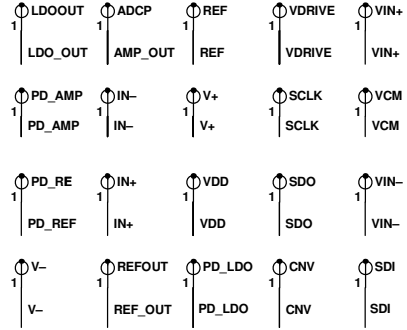 LDOOUT ADCP REF VDRIVE VIN+
1 1 1 1 1
LDO_OUT AMP_OUT REF VDRIVE VIN+
PD_AMP IN– V+ SCLK VCM
1 1 1 1 1
PD_AMP IN– V+ SCLK VCM
PD_RE IN+ VDD SDO VIN–
1 1 1 1 1
PD_REF IN+ VDD SDO VIN–
V– REFOUT PD_LDO CNV SDI
1 1 1 1 1
V– REF_OUT PD_LDO CNV SDI